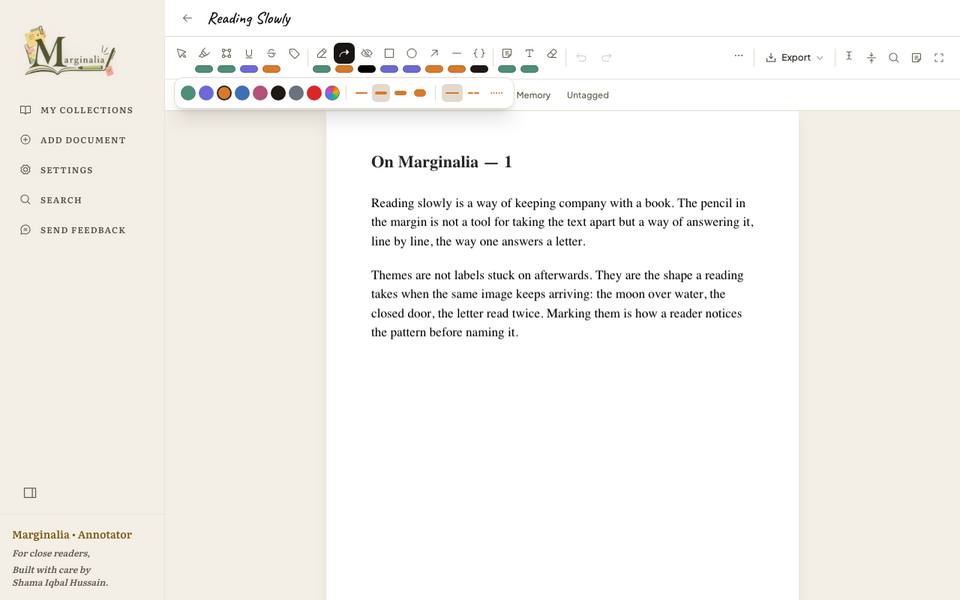 Marginalia
MY COLLECTIONS
ADD DOCUMENT
SETTINGS
SEARCH
SEND FEEDBACK
Marginalia • Annotator
For close readers,
Built with care by
Shama Iqbal Hussain.
Reading Slowly
Export
Memory
Untagged
On Marginalia — 1
Reading slowly is a way of keeping company with a book. The pencil in
the margin is not a tool for taking the text apart but a way of answering it,
line by line, the way one answers a letter.
Themes are not labels stuck on afterwards. They are the shape a reading
takes when the same image keeps arriving: the moon over water, the
closed door, the letter read twice. Marking them is how a reader notices
the pattern before naming it.